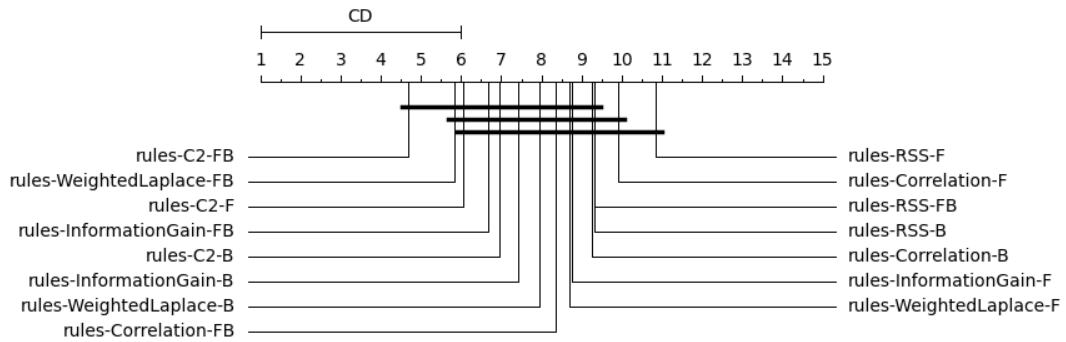 CD
1 2 3 4 5 6 7 8 9 10 11 12 13 14 15
rules-C2-FB
rules-WeightedLaplace-FB
rules-C2-F
rules-InformationGain-FB
rules-C2-B
rules-InformationGain-B
rules-WeightedLaplace-B
rules-Correlation-FB
rules-RSS-F
rules-Correlation-F
rules-RSS-FB
rules-RSS-B
rules-Correlation-B
rules-InformationGain-F
rules-WeightedLaplace-F